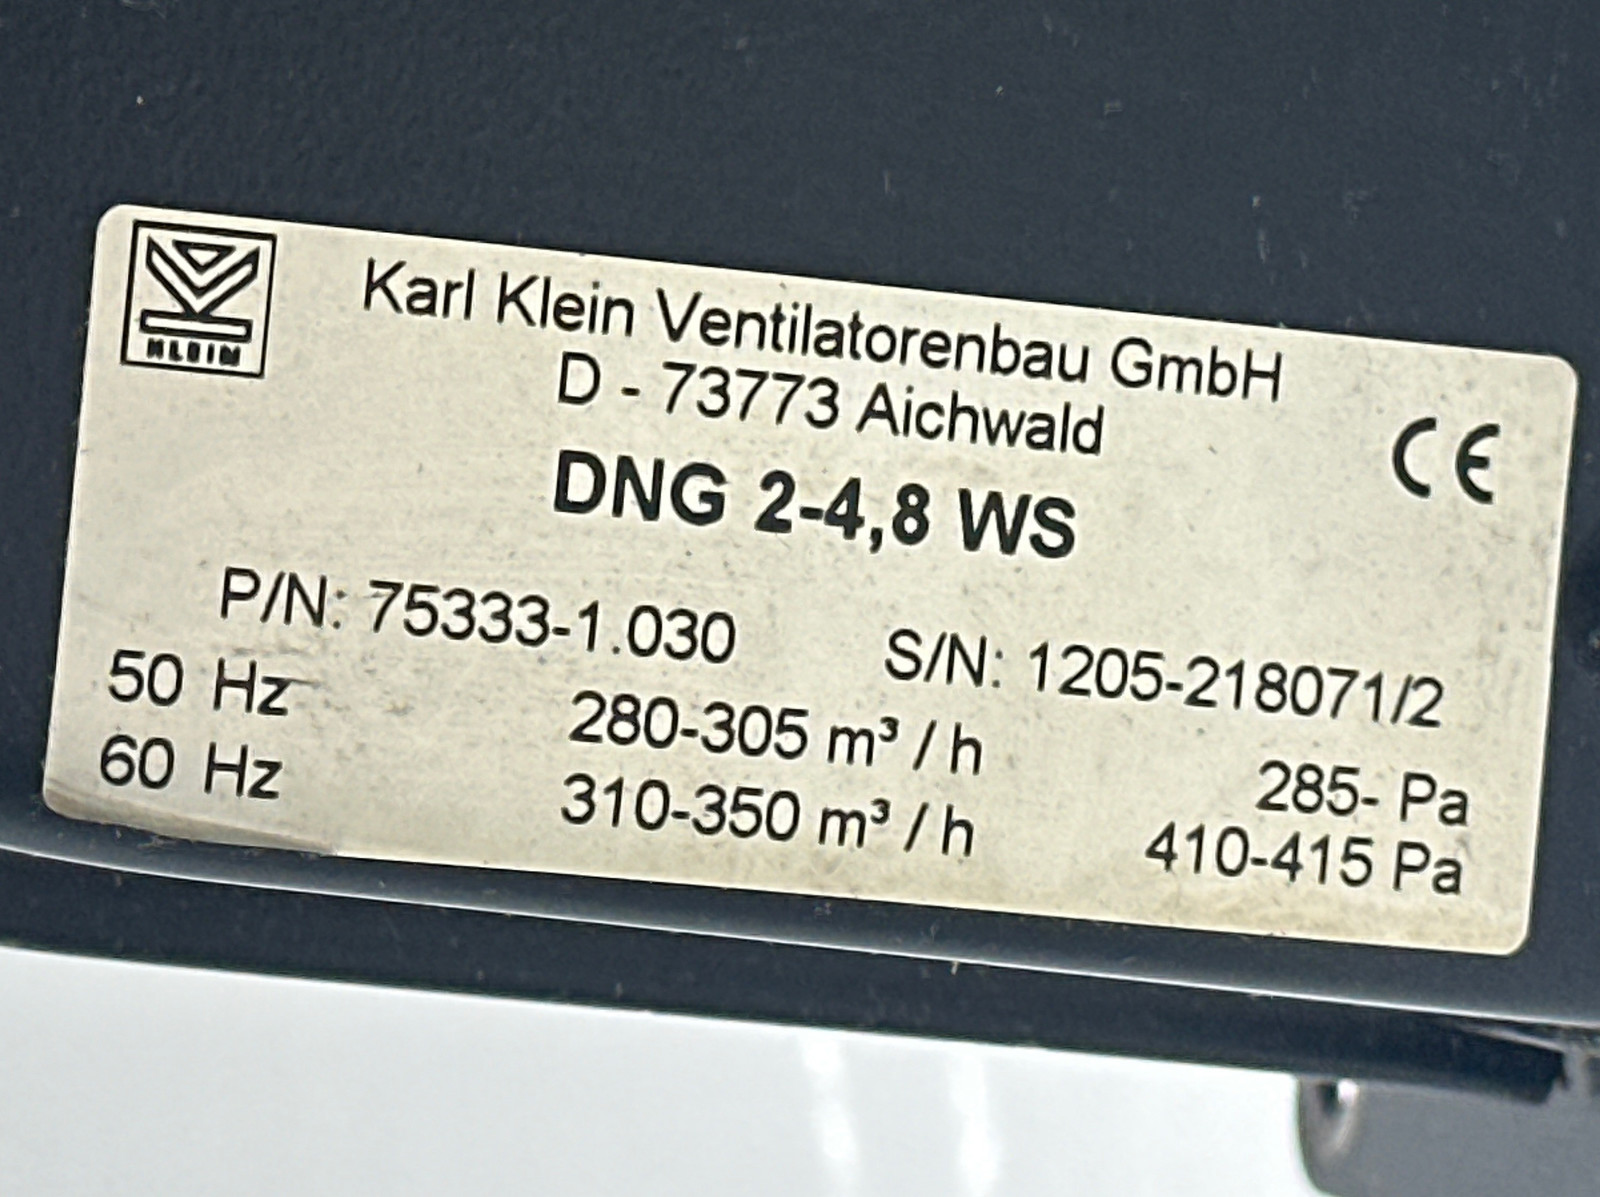 KLEIN
Karl Klein Ventilatorenbau GmbH
D - 73773 Aichwald
CE
DNG 2-4,8 WS
P/N: 75333-1.030 S/N: 1205-218071/2
50 Hz 280-305 m³ / h 285- Pa
60 Hz 310-350 m³ / h 410-415 Pa